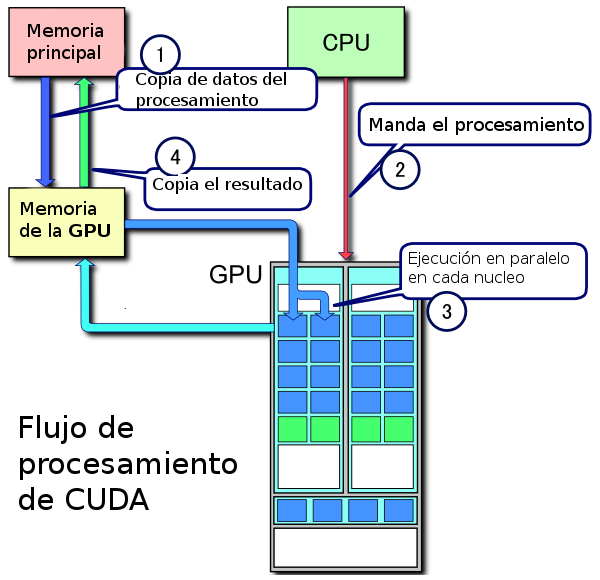 Memoria
principal
CPU
1
Copia de datos del
procesamiento
Manda el procesamiento
2
4
Copia el resultado
Memoria
de la GPU
GPU
Ejecución en paralelo
en cada nucleo
3
Flujo de
procesamiento
de CUDA